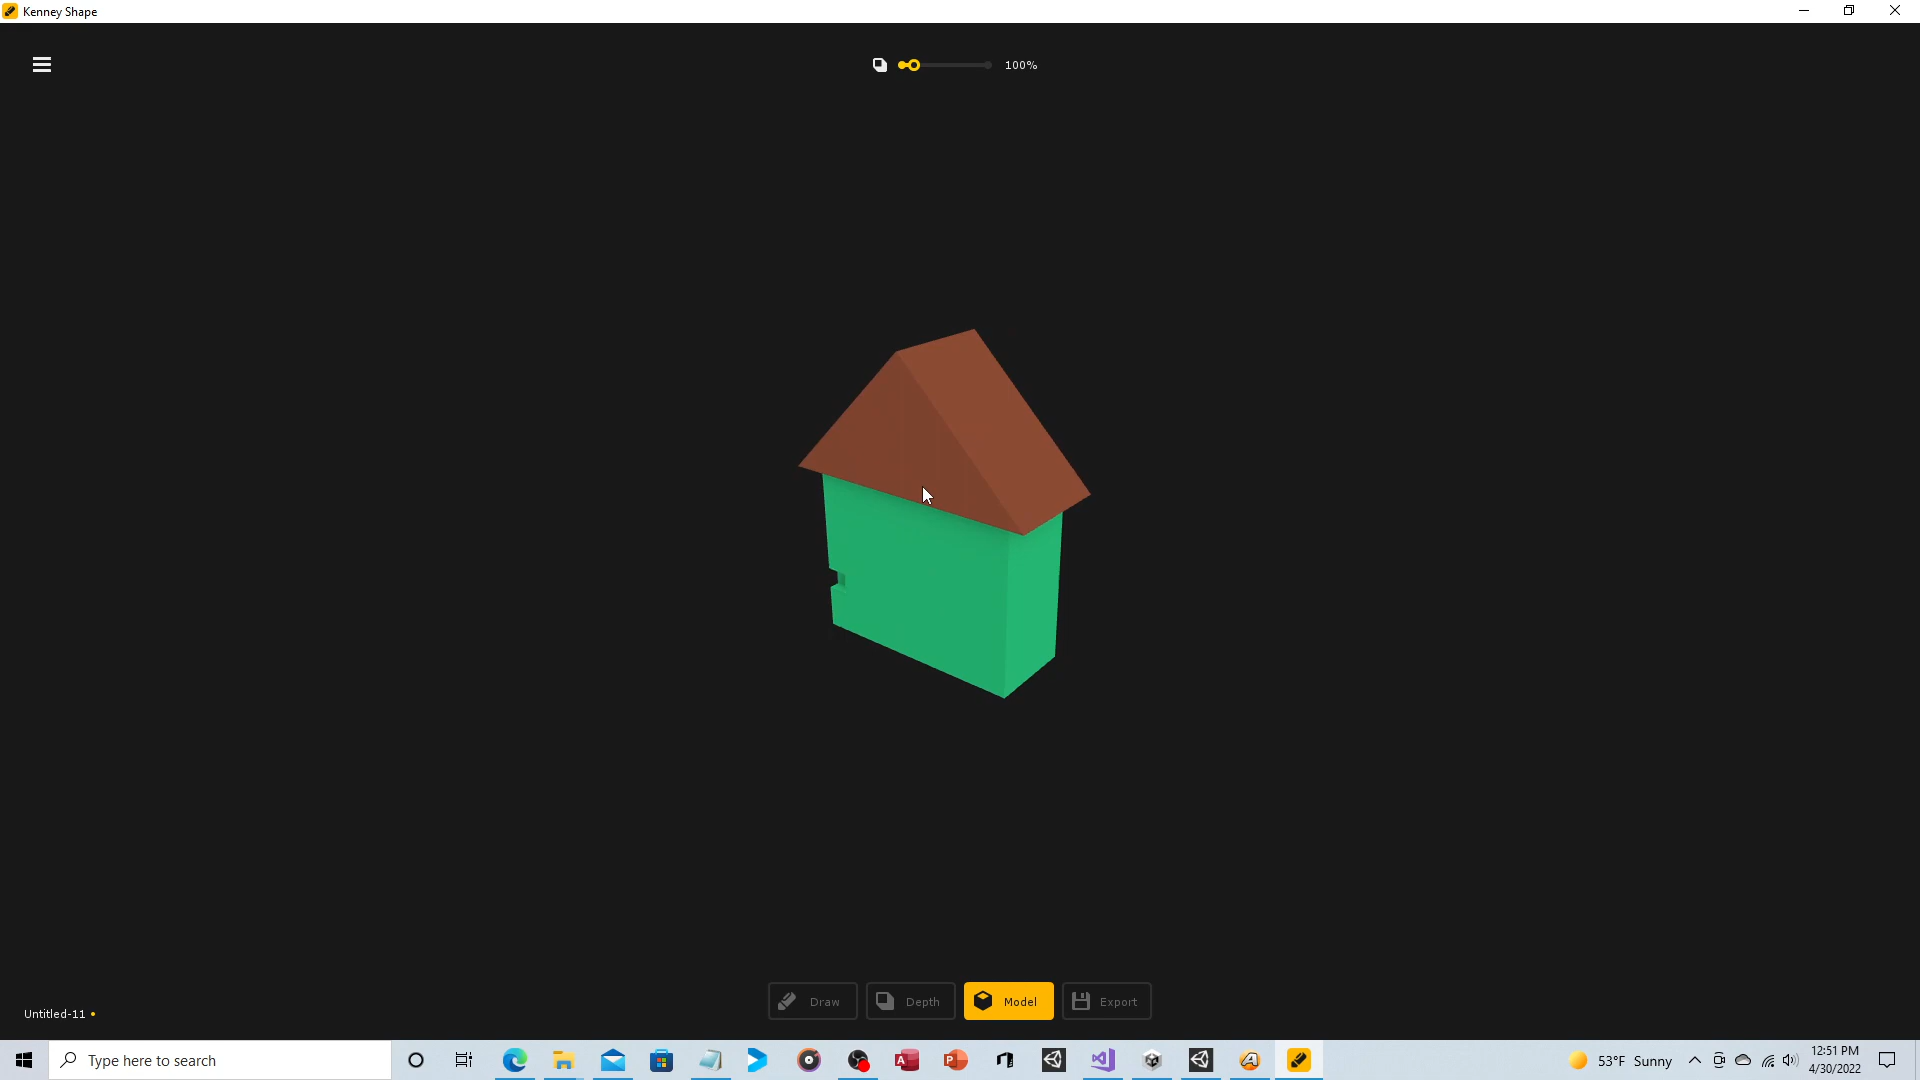 Kenney Shape
100%
Draw
Depth
Model
Export
Untitled-11
Type here to search
53°F Sunny
12:51 PM
4/30/2022